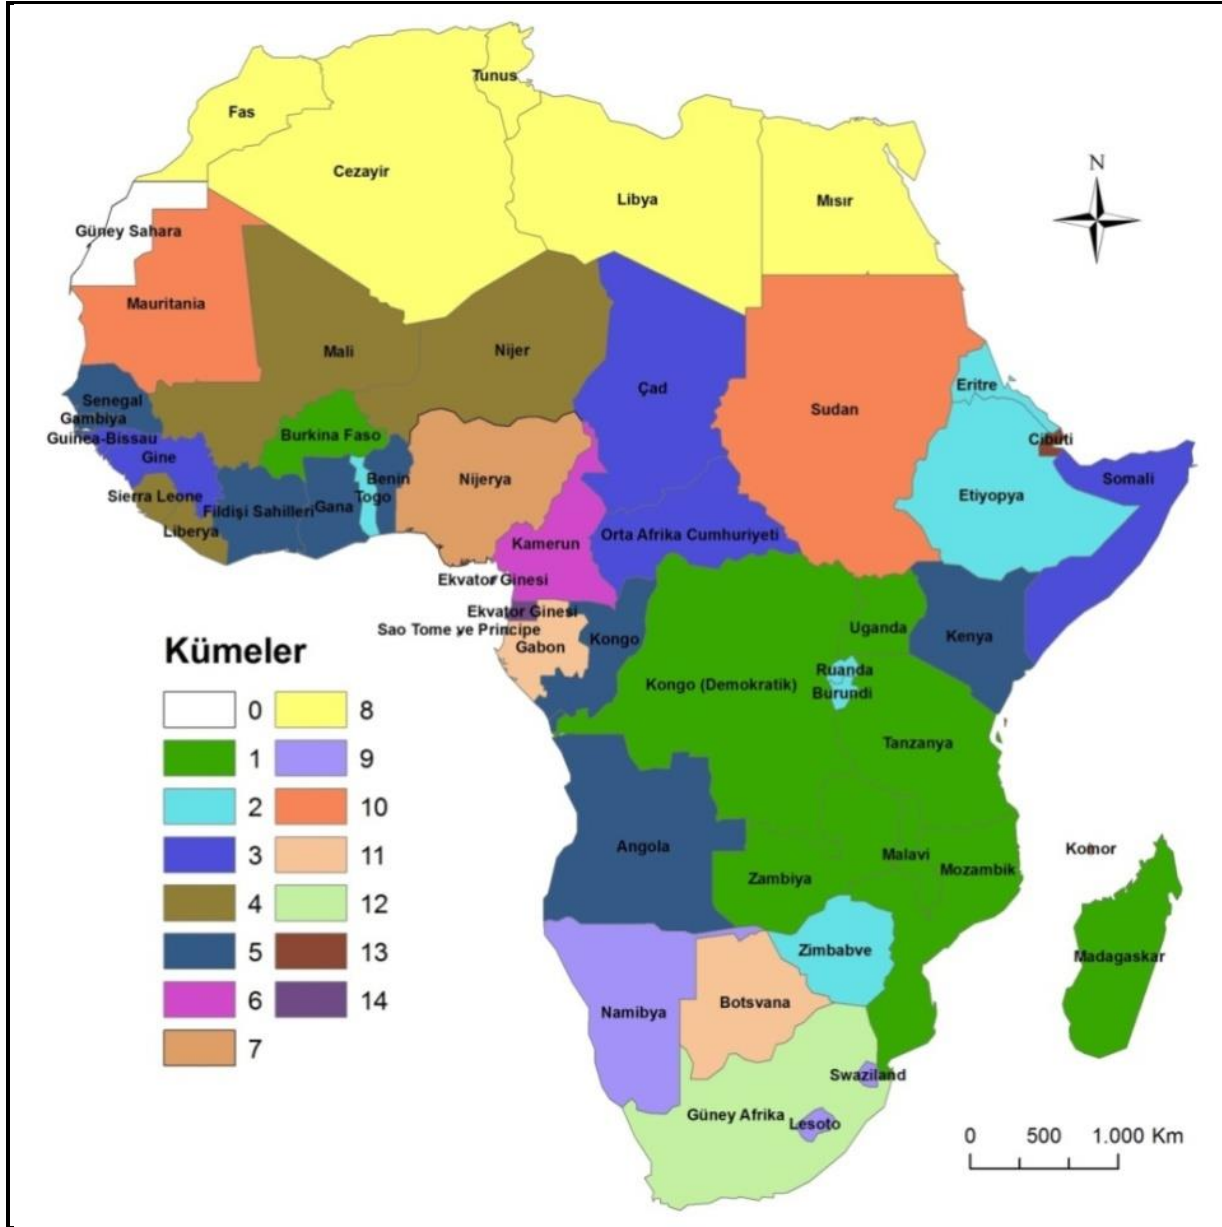 Tunus
Fas
Cezayir
Libya
Mısır
N
Güney Sahara
Mauritania
Mali
Nijer
Çad
Sudan
Eritre
Senegal
Gambiya
Guinea-Bissau
Gine
Burkina Faso
Cibuti
Sierra Leone
Liberya
Fildişi Sahilleri
Gana
Togo
Benin
Nijerya
Etiyopya
Somali
Kamerun
Orta Afrika Cumhuriyeti
Ekvator Ginesi
Ekvator Ginesi
Sao Tome ve Principe
Gabon
Kongo
Uganda
Kenya
Ruanda
Burundi
Kongo (Demokratik)
Tanzanya
Angola
Zambiya
Malavi
Mozambik
Komor
Madagaskar
Zimbabve
Namibya
Botsvana
Swaziland
Güney Afrika
Lesoto
Kümeler
0 8
1 9
2 10
3 11
4 12
5 13
6 14
7
0 500 1.000 Km